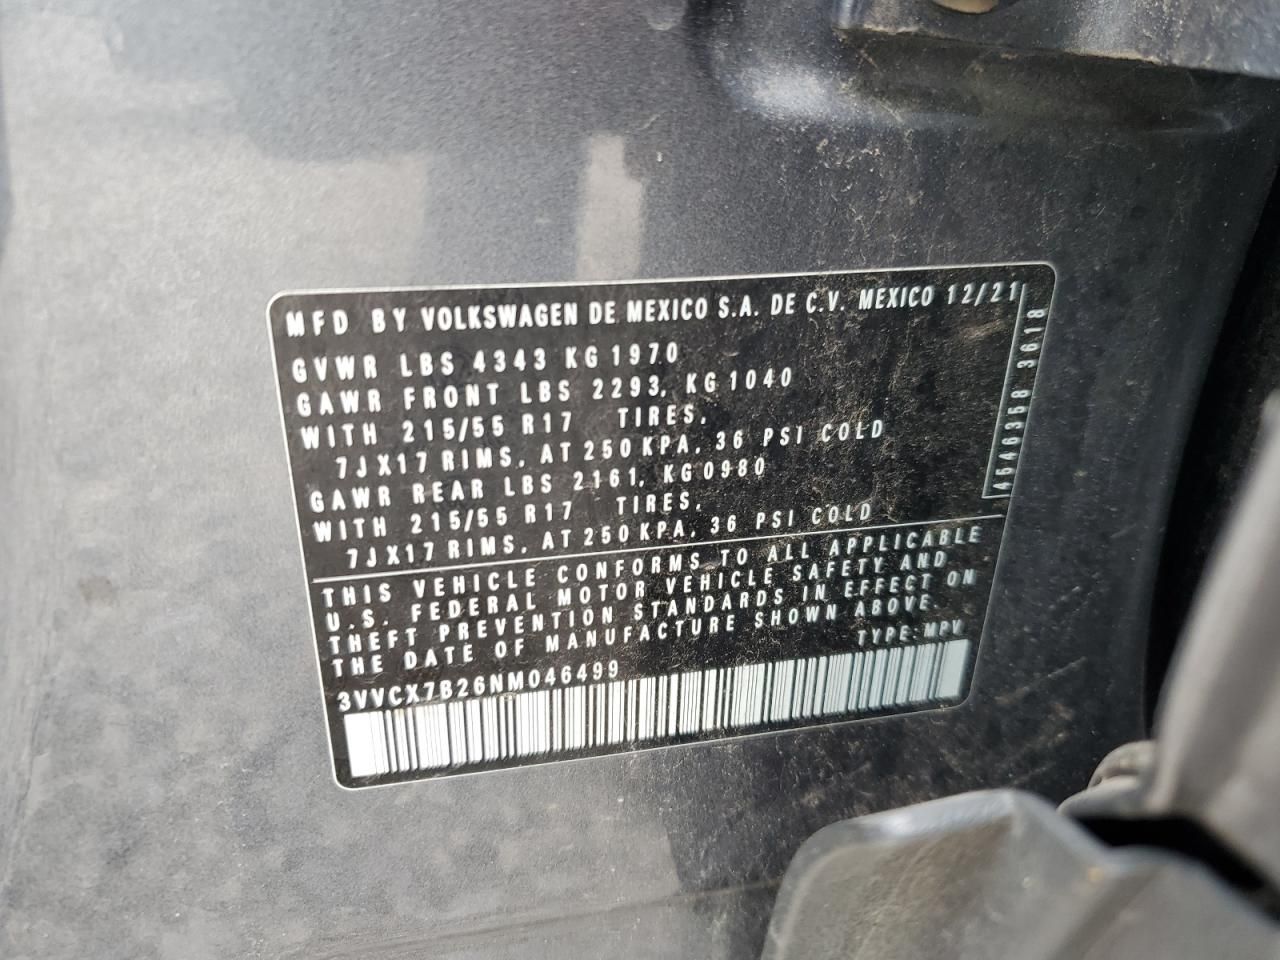 MFD BY VOLKSWAGEN DE MEXICO S.A. DE C.V. MEXICO 12/21
GVWR LBS 4343 KG 1970
GAWR FRONT LBS 2293, KG 1040
WITH 215/55 R17 TIRES,
7JX17 RIMS, AT 250 KPA, 36 PSI COLD
GAWR REAR LBS 2161, KG0980
WITH 215/55 R17 TIRES,
7JX17 RIMS, AT 250 KPA, 36 PSI COLD
4646368 3618
THIS VEHICLE CONFORMS TO ALL APPLICABLE
U.S. FEDERAL MOTOR VEHICLE SAFETY AND
THEFT PREVENTION STANDARDS IN EFFECT ON
THE DATE OF MANUFACTURE SHOWN ABOVE.
TYPE: MPV
3VVCX7B26NM046499